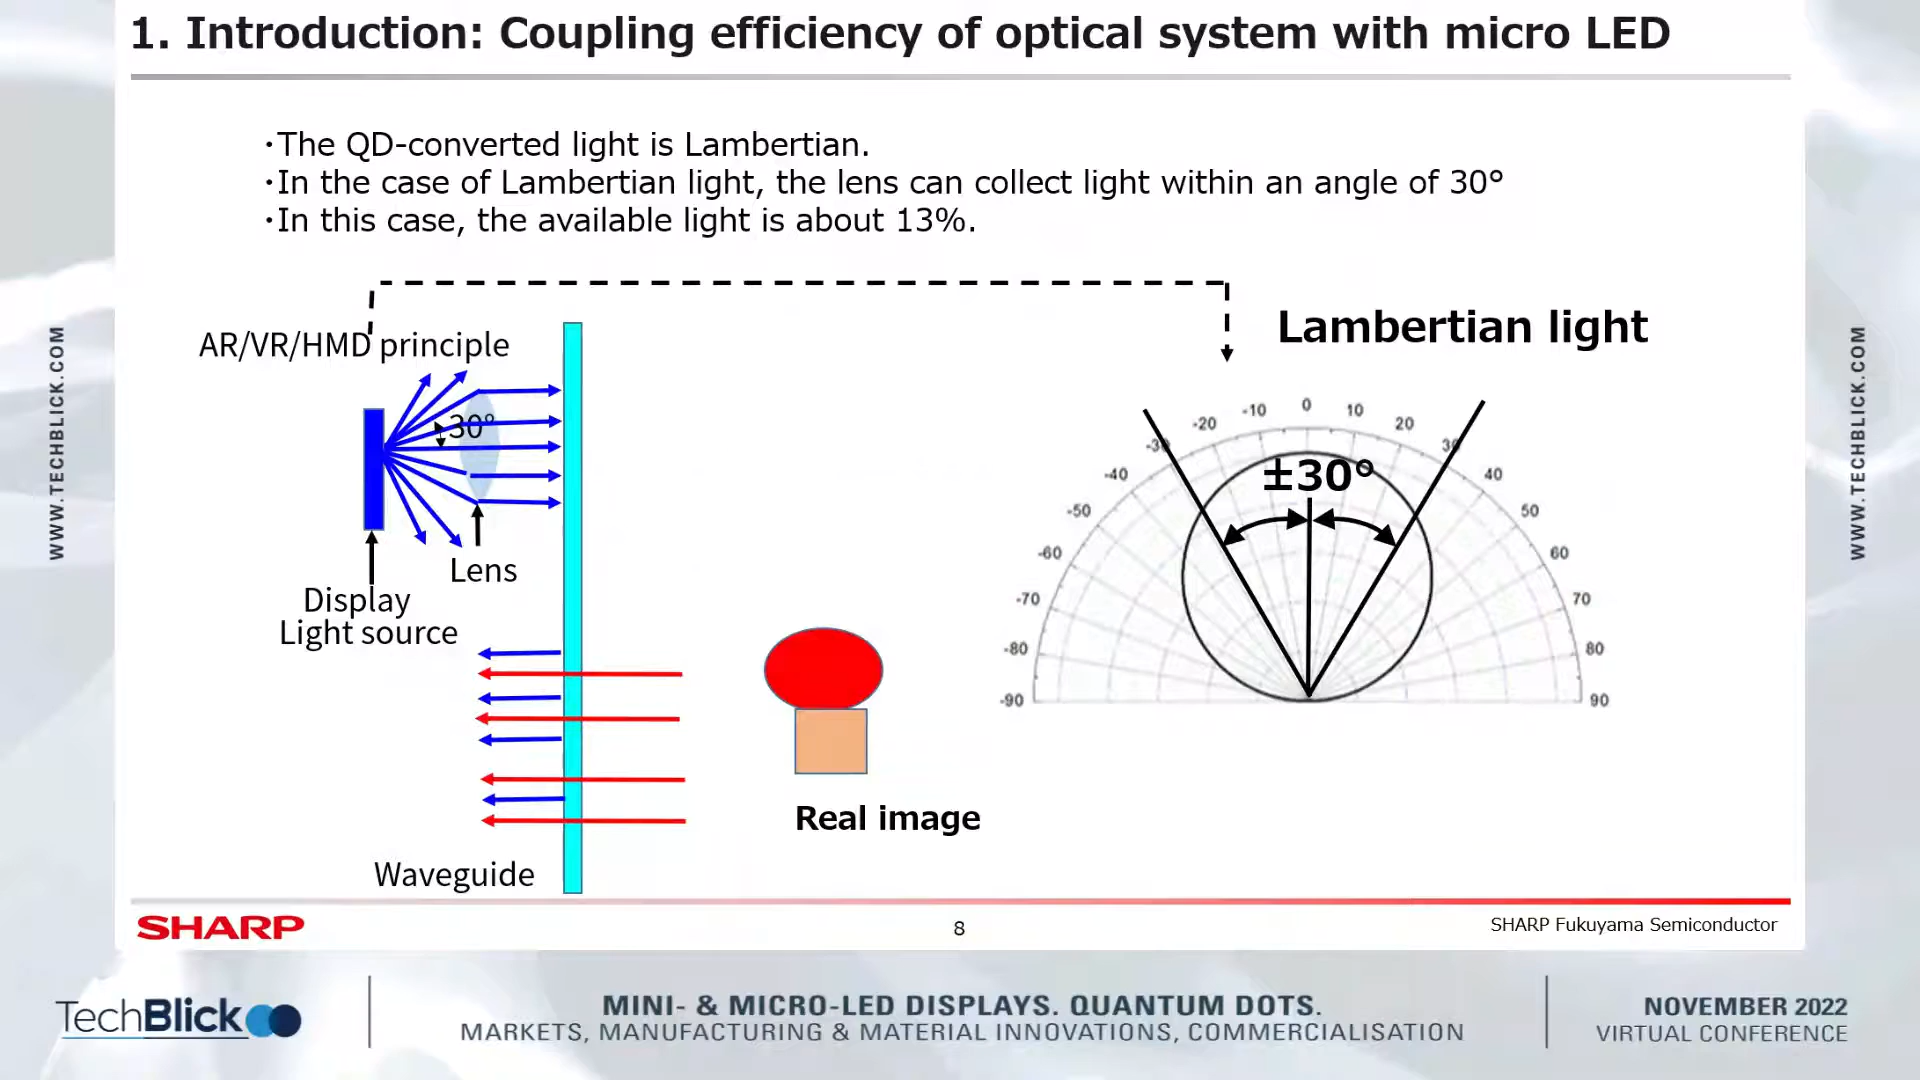 1. Introduction: Coupling efficiency of optical system with micro LED
・The QD-converted light is Lambertian.
・In the case of Lambertian light, the lens can collect light within an angle of 30°
・In this case, the available light is about 13%.
AR/VR/HMD principle
30°
Lens
Display
Light source
Waveguide
Real image
Lambertian light
±30°
-90
-80
-70
-60
-50
-40
-30
-20
-10
0
10
20
30
40
50
60
70
80
90
SHARP
8
SHARP Fukuyama Semiconductor
WWW.TECHBLICK.COM
WWW.TECHBLICK.COM
TechBlick
MINI- & MICRO-LED DISPLAYS. QUANTUM DOTS.
MARKETS, MANUFACTURING & MATERIAL INNOVATIONS, COMMERCIALISATION
NOVEMBER 2022
VIRTUAL CONFERENCE